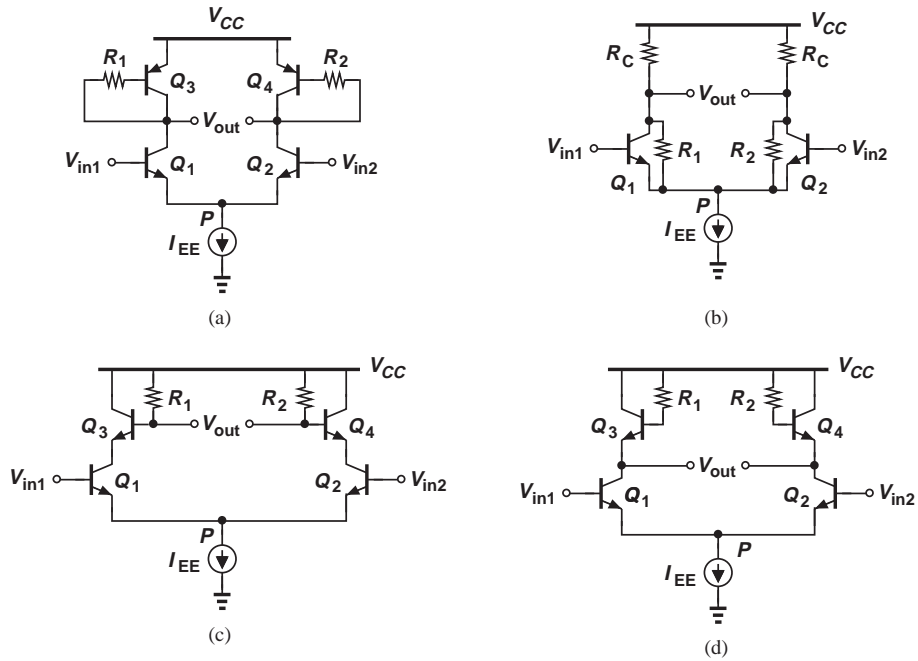 V_CC
R_1 Q_3 Q_4 R_2
V_out
V_in1 Q_1 Q_2 V_in2
P
I_EE
(a)
V_CC
R_C R_C
V_out
V_in1 R_1 R_2 V_in2
Q_1 Q_2
P
I_EE
(b)
V_CC
R_1 R_2
Q_3 V_out Q_4
V_in1 Q_1 Q_2 V_in2
P
I_EE
(c)
V_CC
R_1 R_2
Q_3 Q_4
V_out
V_in1 Q_1 Q_2 V_in2
P
I_EE
(d)